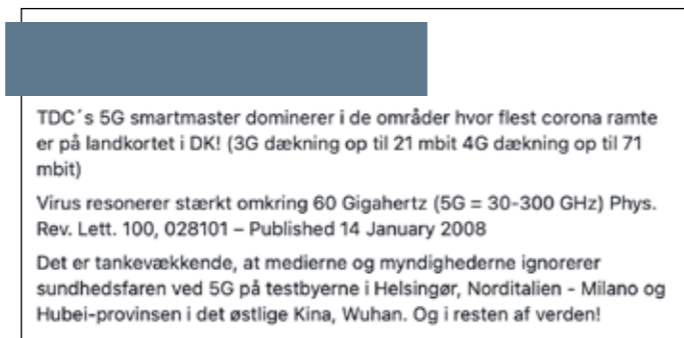 TDC´s 5G smartmaster dominerer i de områder hvor flest corona ramte
er på landkortet i DK! (3G dækning op til 21 mbit 4G dækning op til 71
mbit)
Virus resonerer stærkt omkring 60 Gigahertz (5G = 30-300 GHz) Phys.
Rev. Lett. 100, 028101 – Published 14 January 2008
Det er tankevækkende, at medierne og myndighederne ignorerer
sundhedsfaren ved 5G på testbyerne i Helsingør, Norditalien - Milano og
Hubei-provinsen i det østlige Kina, Wuhan. Og i resten af verden!